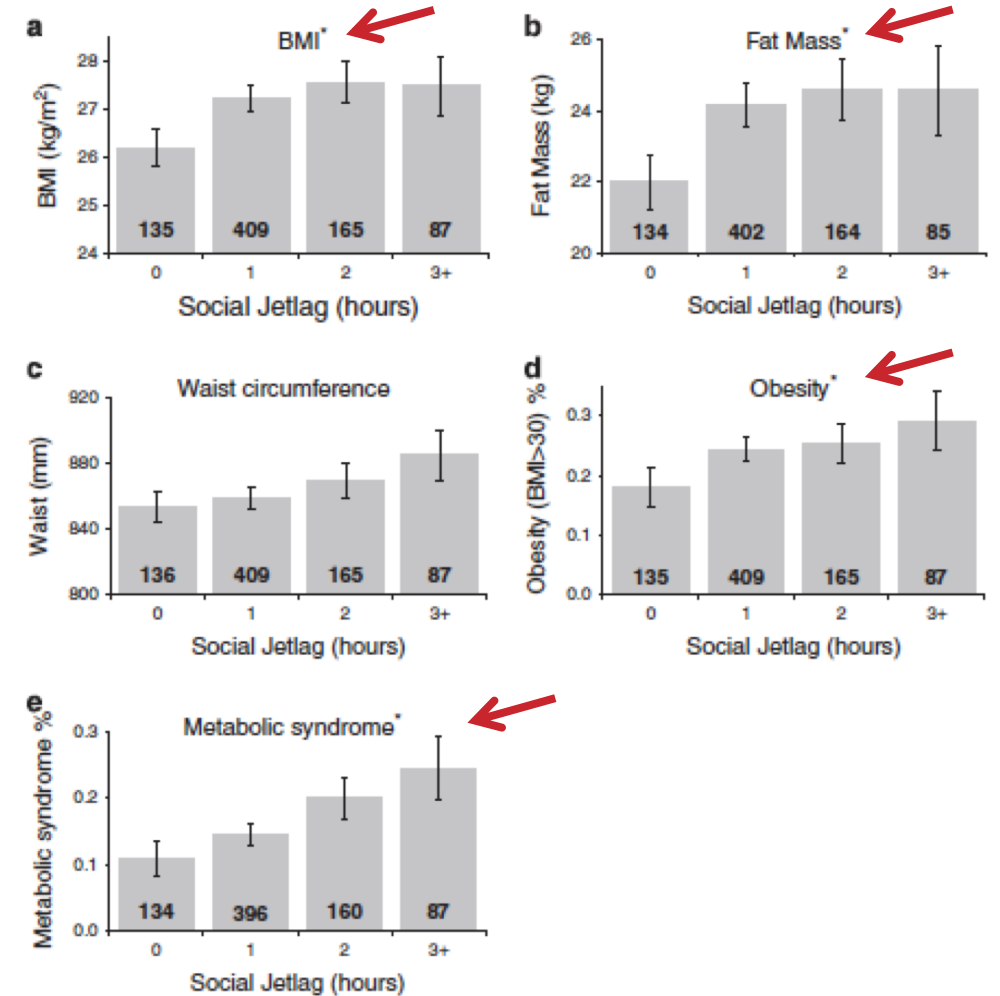 a
BMI*
BMI (kg/m²)
28
27
26
25
24
135 409 165 87
0 1 2 3+
Social Jetlag (hours)
b
Fat Mass*
Fat Mass (kg)
26
24
22
20
134 402 164 85
0 1 2 3+
Social Jetlag (hours)
c
Waist circumference
Waist (mm)
920
880
840
800
136 409 165 87
0 1 2 3+
Social Jetlag (hours)
d
Obesity*
Obesity (BMI>30) %
0.3
0.2
0.1
0.0
135 409 165 87
0 1 2 3+
Social Jetlag (hours)
e
Metabolic syndrome*
Metabolic syndrome %
0.3
0.2
0.1
0.0
134 396 160 87
0 1 2 3+
Social Jetlag (hours)